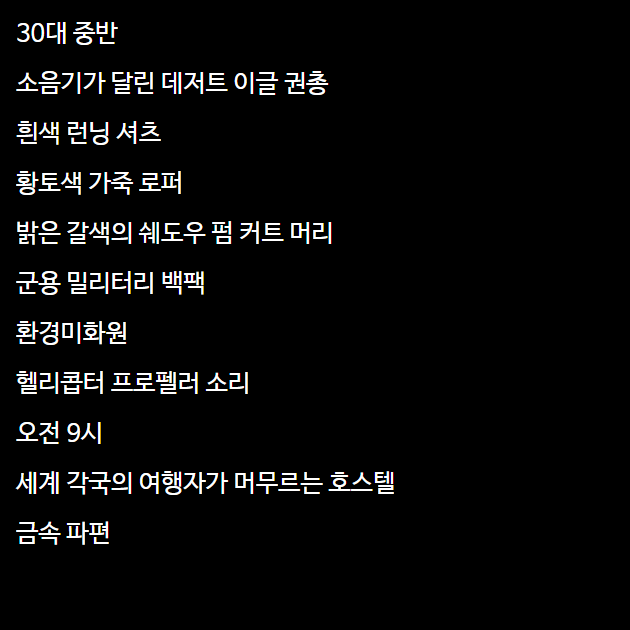 30대 중반
소음기가 달린 데저트 이글 권총
흰색 런닝 셔츠
황토색 가죽 로퍼
밝은 갈색의 쉐도우 펌 커트 머리
군용 밀리터리 백팩
환경미화원
헬리콥터 프로펠러 소리
오전 9시
세계 각국의 여행자가 머무르는 호스텔
금속 파편